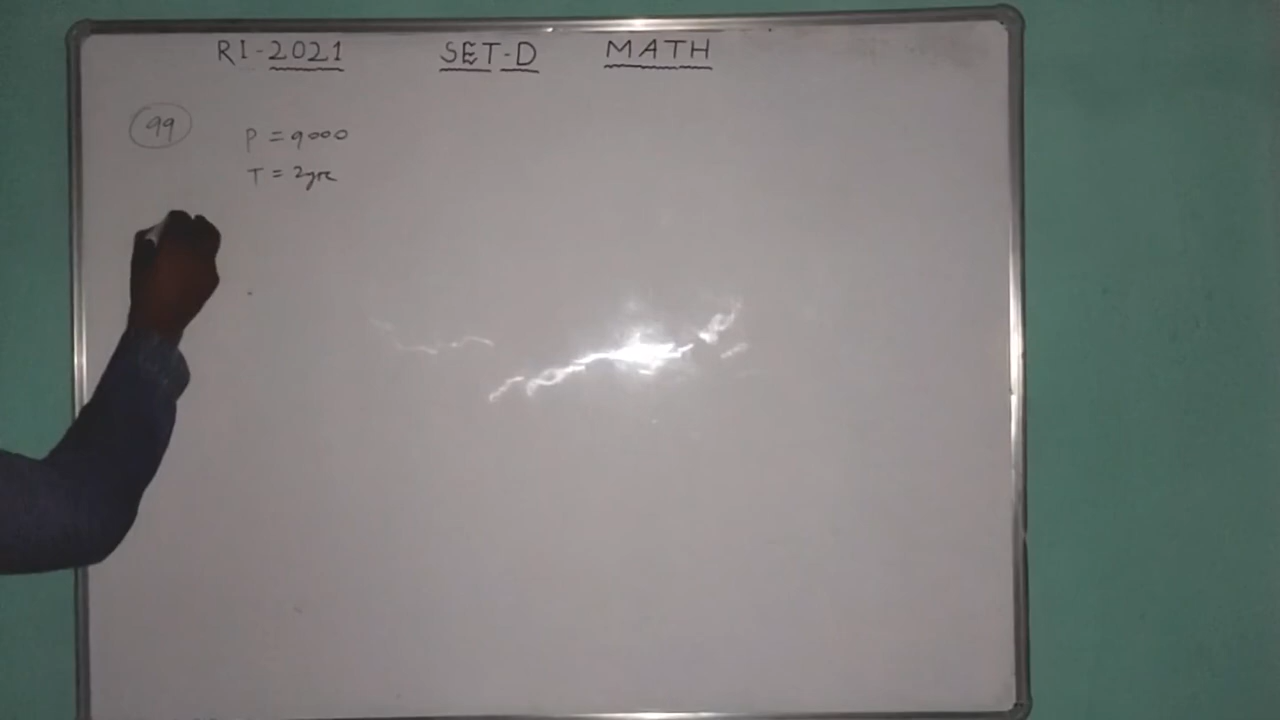 RI-2021 SET-D MATH
99
P = 9000
T = 2yrs